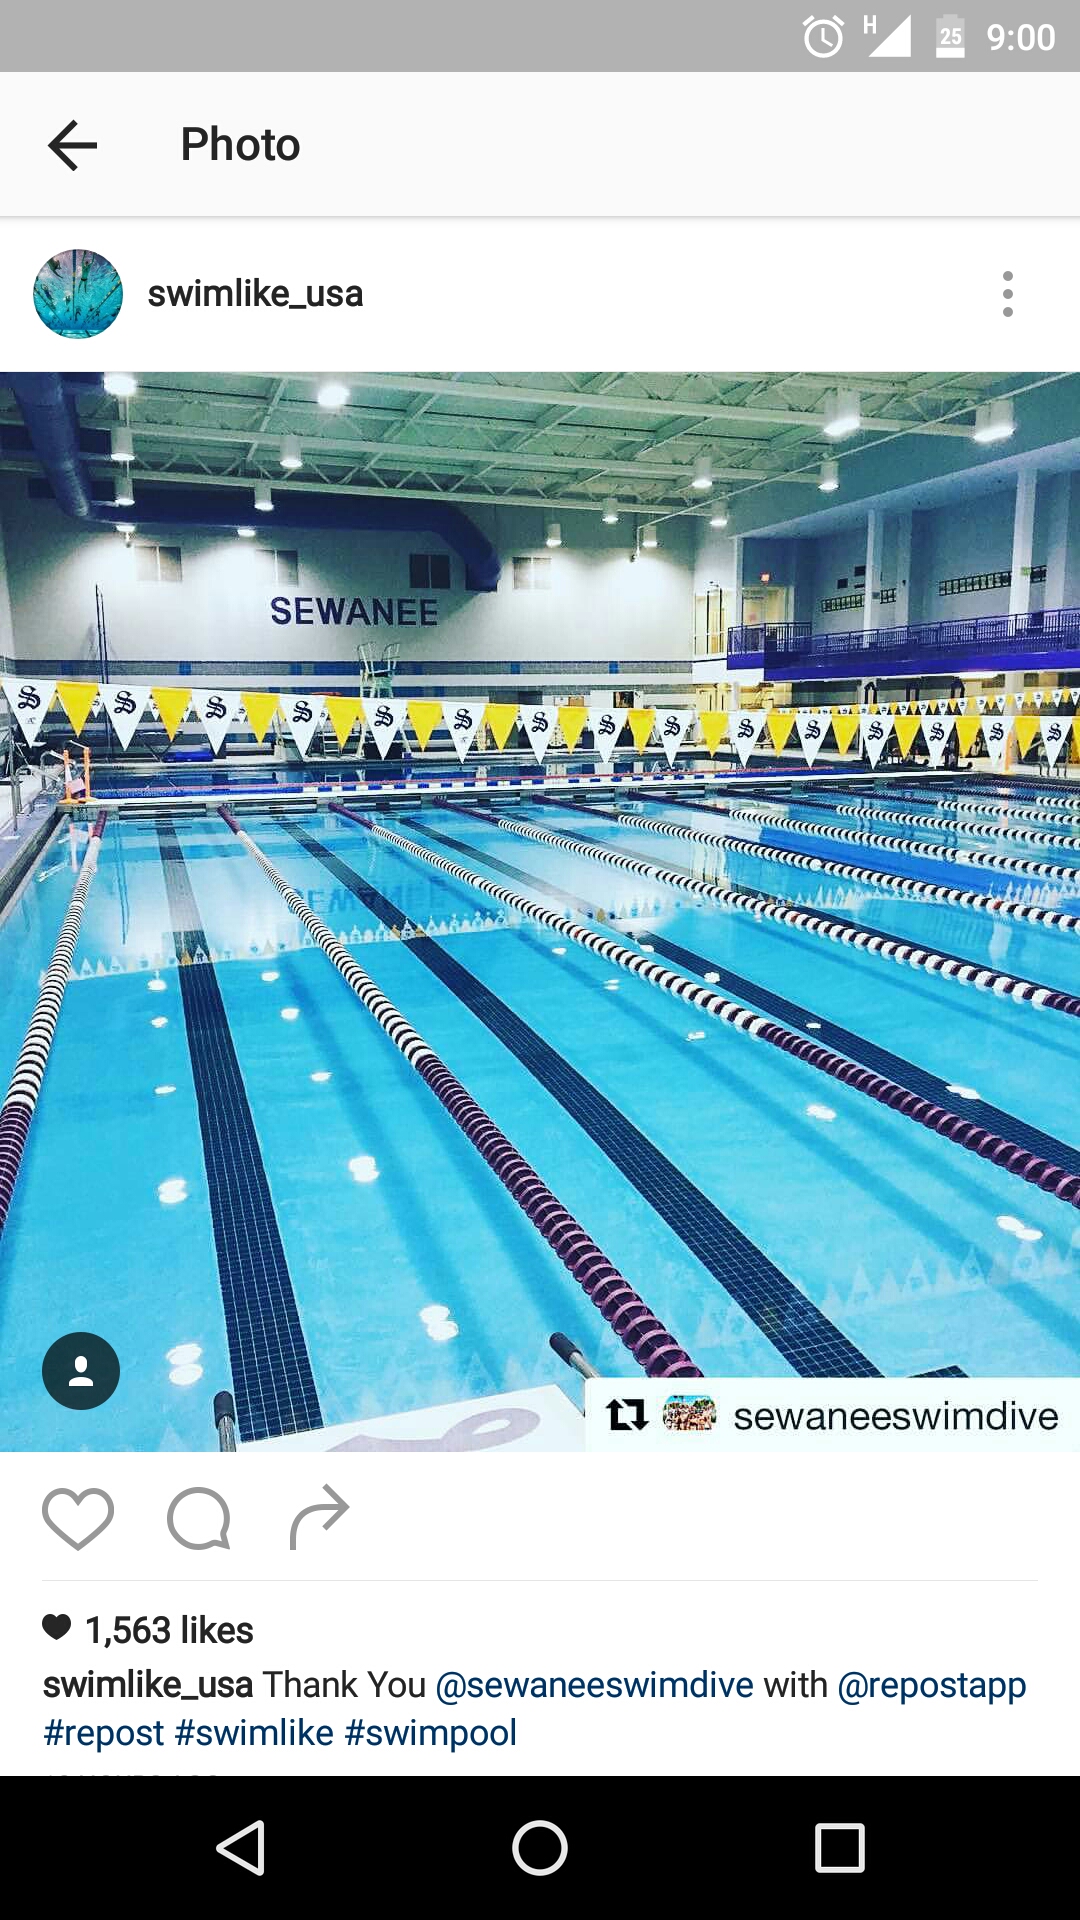 H 25 9:00
Photo
swimlike_usa
SEWANEE
S S S S S S S S S S S S S S
sewaneeswimdive
1,563 likes
swimlike_usa Thank You @sewaneeswimdive with @repostapp
#repost #swimlike #swimpool